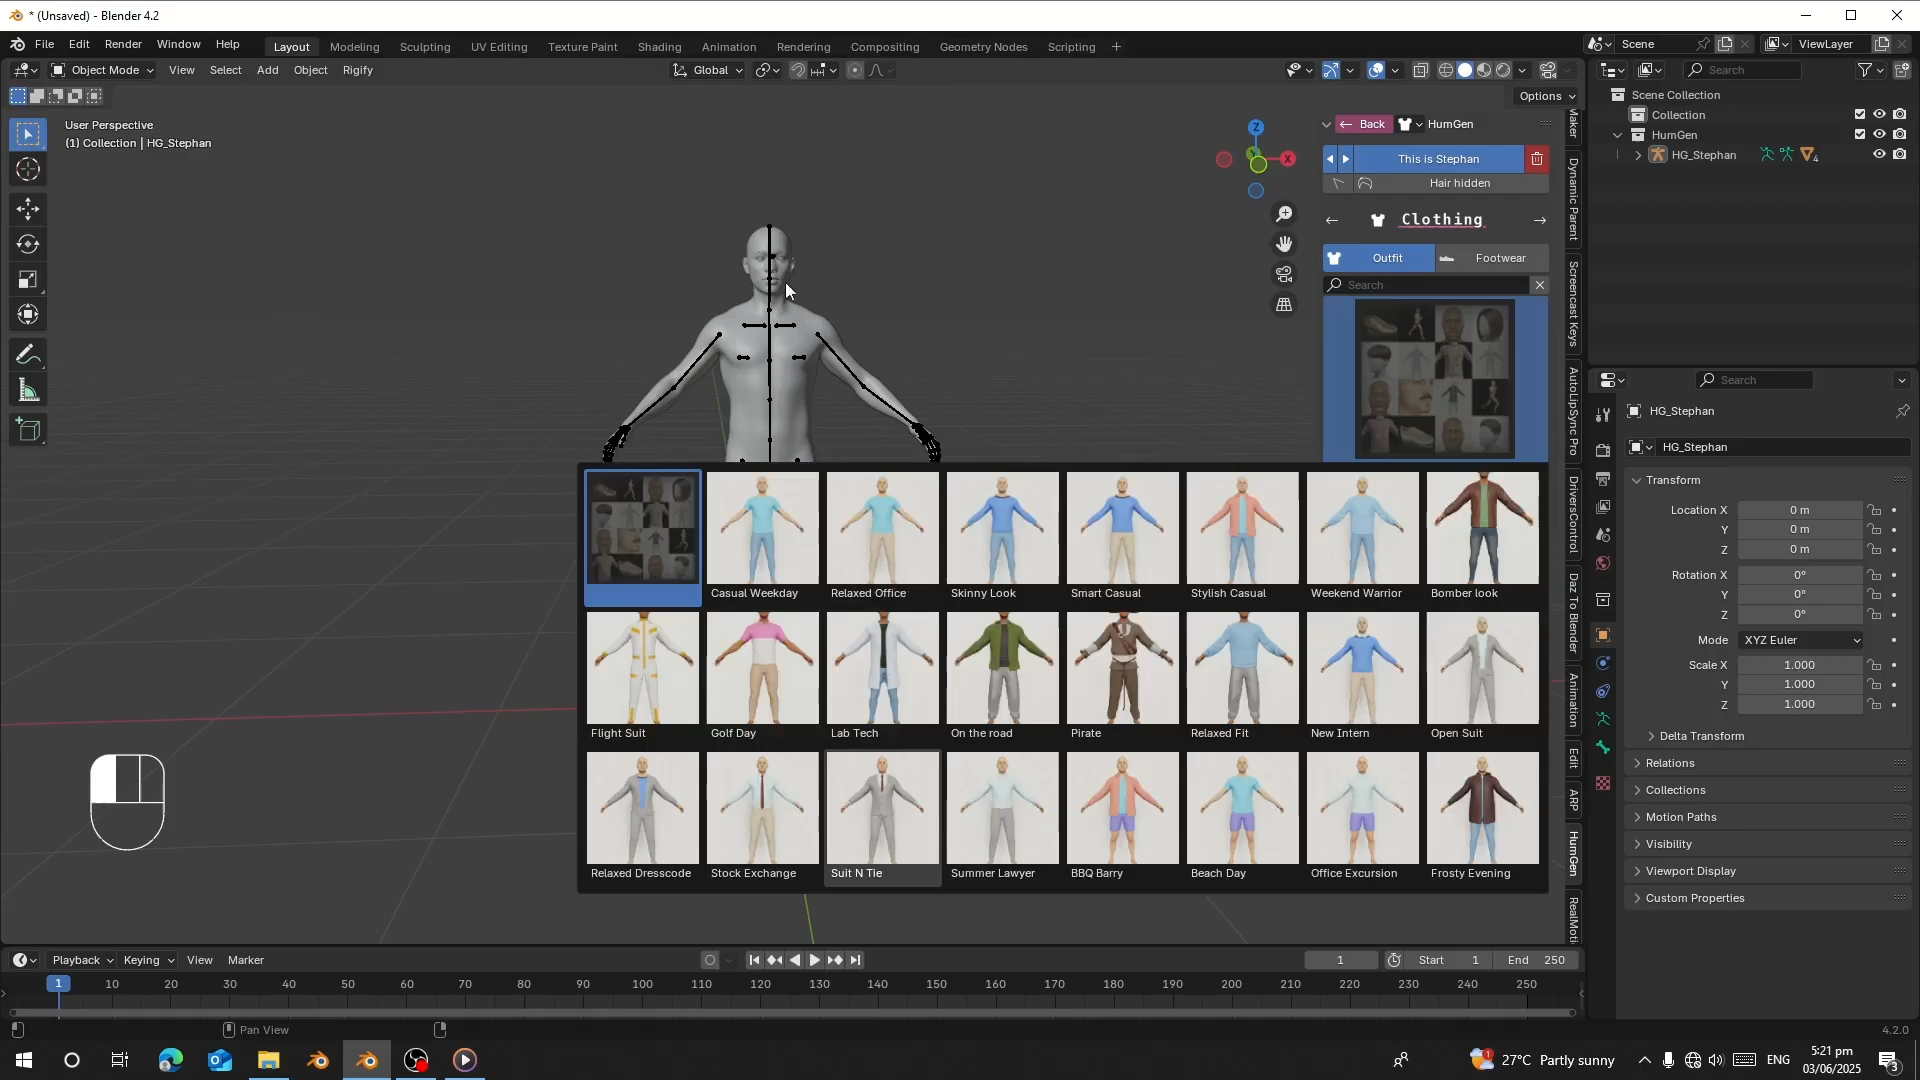 * (Unsaved) - Blender 4.2
File Edit Render Window Help Layout Modeling Sculpting UV Editing Texture Paint Shading Animation Rendering Compositing Geometry Nodes Scripting Scene ViewLayer
Object Mode View Select Add Object Rigify Global Search
Options
Scene Collection
Collection
HumGen
HG_Stephan
User Perspective
(1) Collection | HG_Stephan
Z
X
Back HumGen
This is Stephan
Hair hidden
Clothing
Outfit Footwear
Search
Maker
Dynamic Parent
Screencast Keys
AutoLipSync Pro
DriversControl
Daz To Blender
Animation
Edit
ARP
HumGen
RealMoti
Casual Weekday Relaxed Office Skinny Look Smart Casual Stylish Casual Weekend Warrior Bomber look
Flight Suit Golf Day Lab Tech On the road Pirate Relaxed Fit New Intern Open Suit
Relaxed Dresscode Stock Exchange Suit N Tie Summer Lawyer BBQ Barry Beach Day Office Excursion Frosty Evening
Search
HG_Stephan
HG_Stephan
Transform
Location X 0 m
Y 0 m
Z 0 m
Rotation X 0°
Y 0°
Z 0°
Mode XYZ Euler
Scale X 1.000
Y 1.000
Z 1.000
Delta Transform
Relations
Collections
Motion Paths
Visibility
Viewport Display
Custom Properties
Playback Keying View Marker 1 Start 1 End 250
1 10 20 30 40 50 60 70 80 90 100 110 120 130 140 150 160 170 180 190 200 210 220 230 240 250
Pan View 4.2.0
27°C Partly sunny ENG 5:21 pm
03/06/2025
3